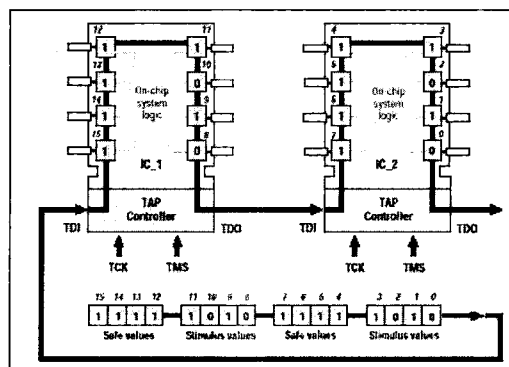 12 11 4 3
1 1 1 1
13 10 5 2
1 0 1 0
On-chip system logic
On-chip system logic
14 9 6 1
1 1 1 1
15 8 7 0
1 0 1 0
IC_1 IC_2
TAP Controller
TAP Controller
TDI TDO TDI TDO
TCK TMS TCK TMS
15 14 13 12 11 10 9 8 7 6 5 4 3 2 1 0
1 1 1 1 1 0 1 0 1 1 1 1 1 0 1 0
Safe values Stimulus values Safe values Stimulus values